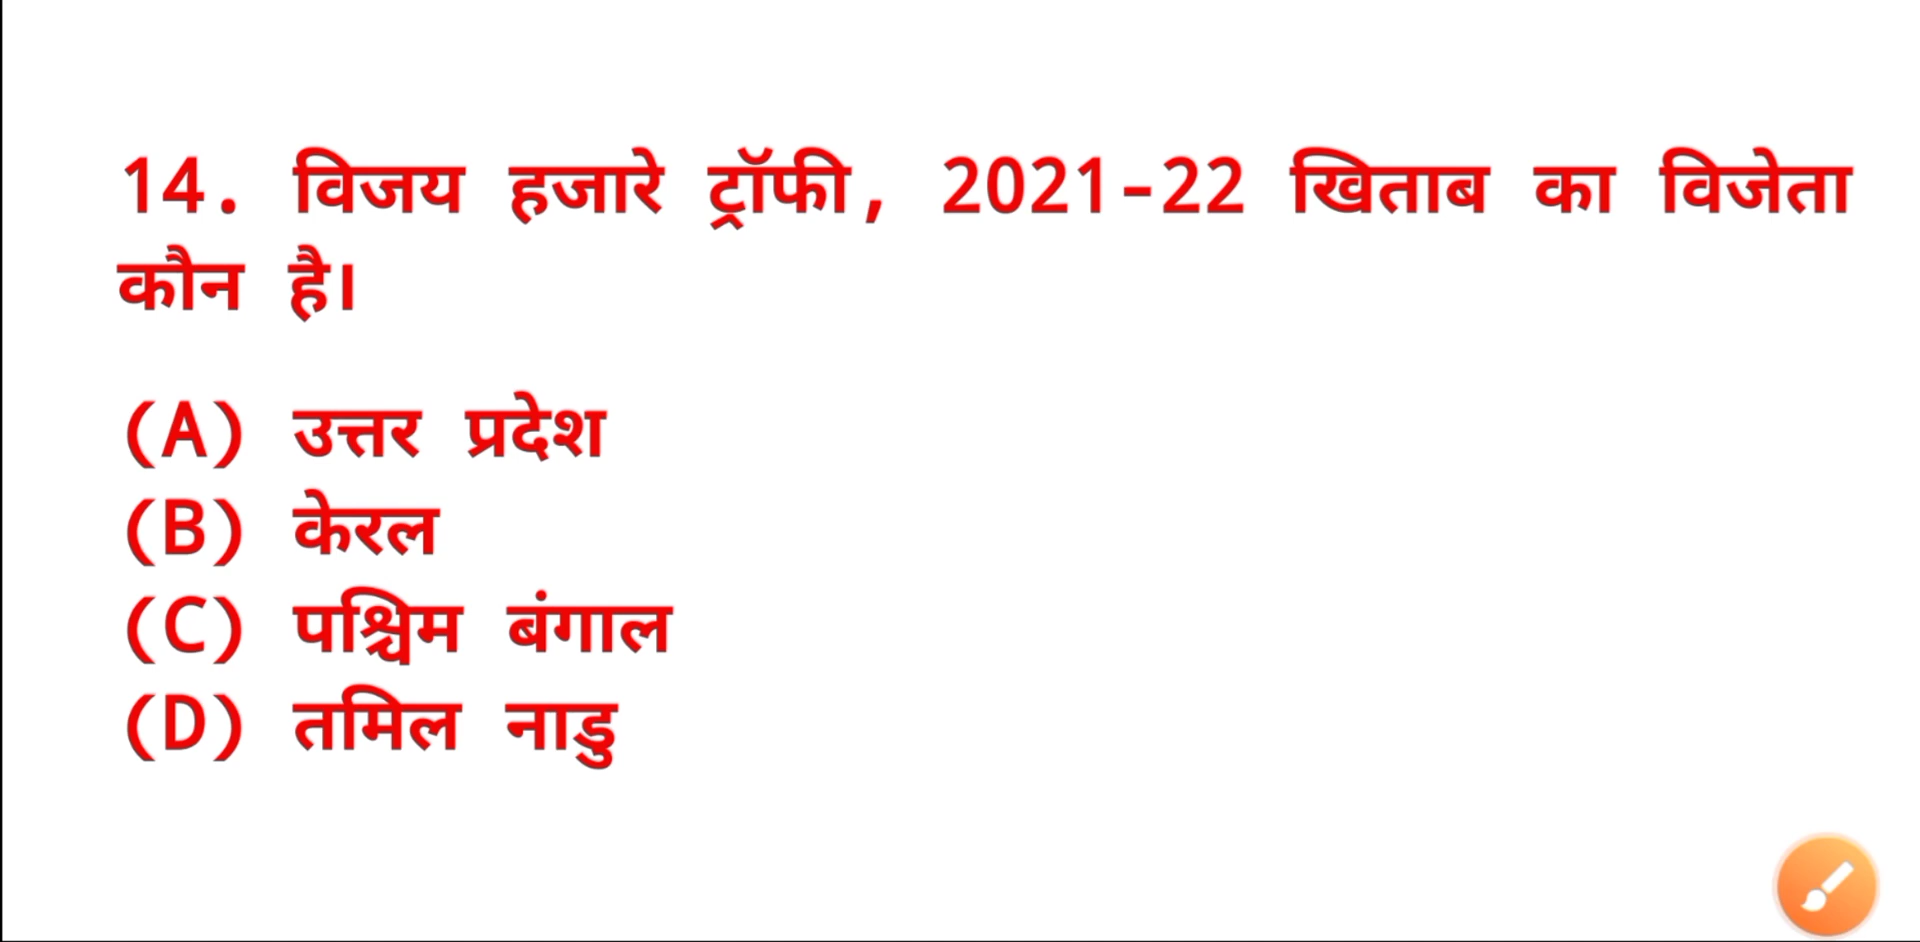 14. विजय हजारे ट्रॉफी, 2021-22 खिताब का विजेता
कौन है।
(A) उत्तर प्रदेश
(B) केरल
(C) पश्चिम बंगाल
(D) तमिल नाडु